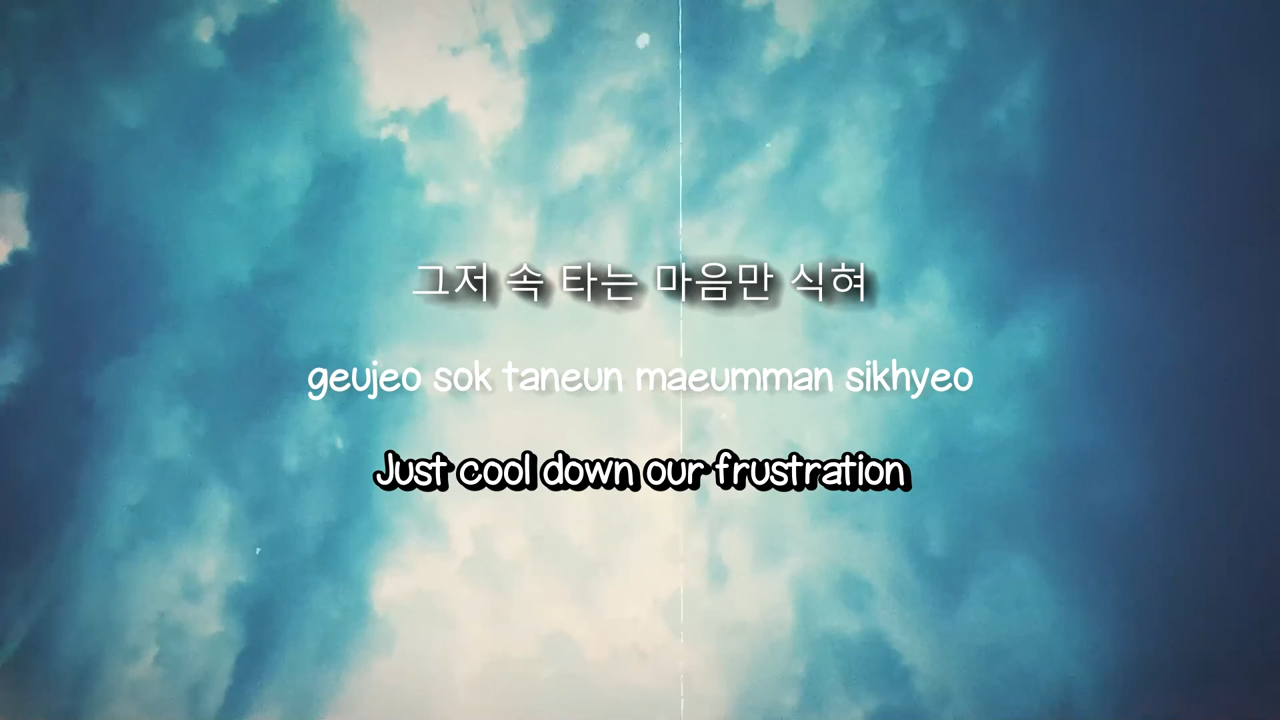 그저 속 타는 마음만 식혀
geujeo sok taneun maeumman sikhyeo
Just cool down our frustration